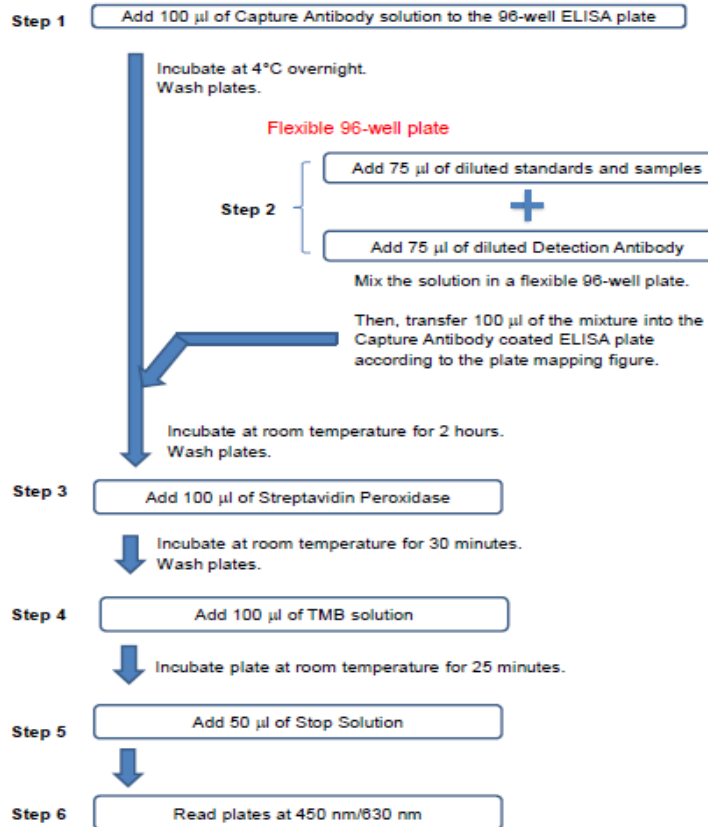 Step 1
Add 100 µl of Capture Antibody solution to the 96-well ELISA plate
Incubate at 4°C overnight.
Wash plates.
Flexible 96-well plate
Step 2
Add 75 µl of diluted standards and samples
+
Add 75 µl of diluted Detection Antibody
Mix the solution in a flexible 96-well plate.
Then, transfer 100 µl of the mixture into the
Capture Antibody coated ELISA plate
according to the plate mapping figure.
Incubate at room temperature for 2 hours.
Wash plates.
Step 3
Add 100 µl of Streptavidin Peroxidase
Incubate at room temperature for 30 minutes.
Wash plates.
Step 4
Add 100 µl of TMB solution
Incubate plate at room temperature for 25 minutes.
Step 5
Add 50 µl of Stop Solution
Step 6
Read plates at 450 nm/630 nm